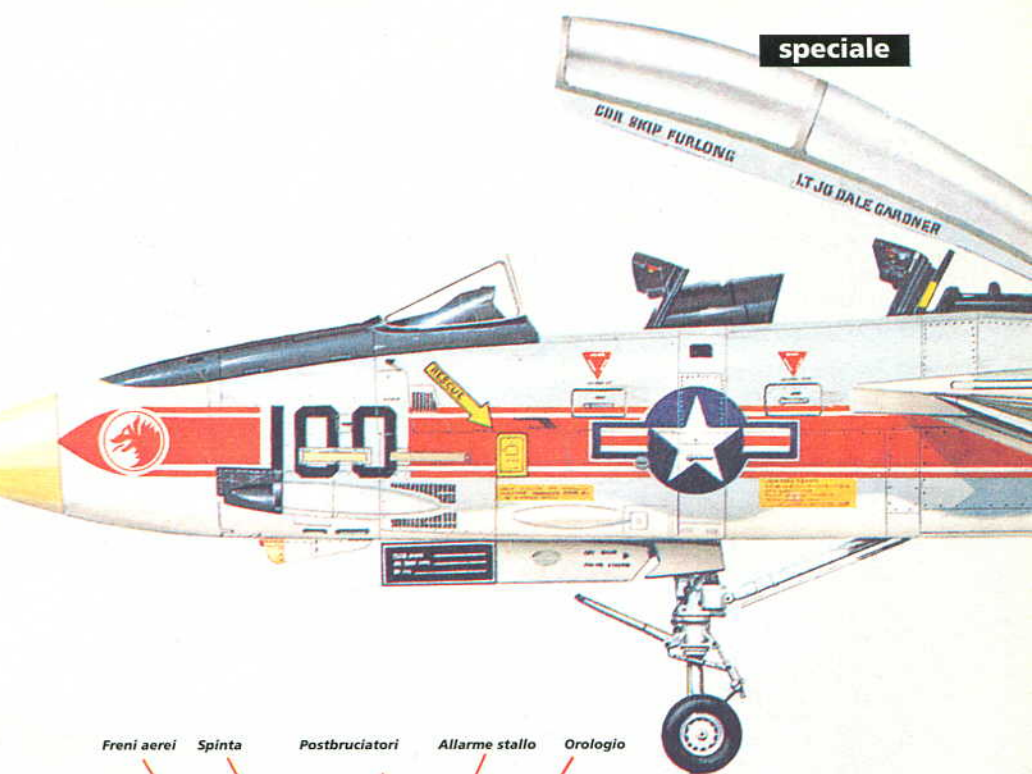 speciale
CDR SKIP FURLONG
LT JG DALE GARDNER
RESCUE
100
Freni aerei Spinta Postbruciatori Allarme stallo Orologio